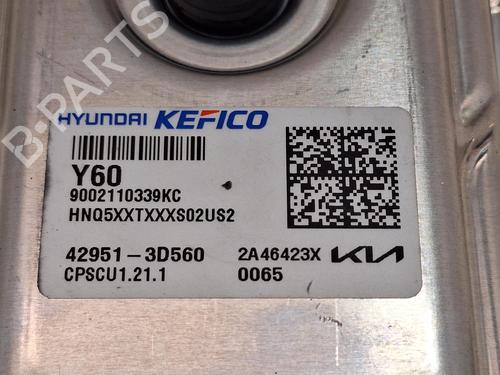 B-PARTS
HYUNDAI KEFICO
Y60
9002110339KC
HNQ5XXTXXXS02US2
42951-3D560 2A46423X KIA
CPSCU1.21.1 0065